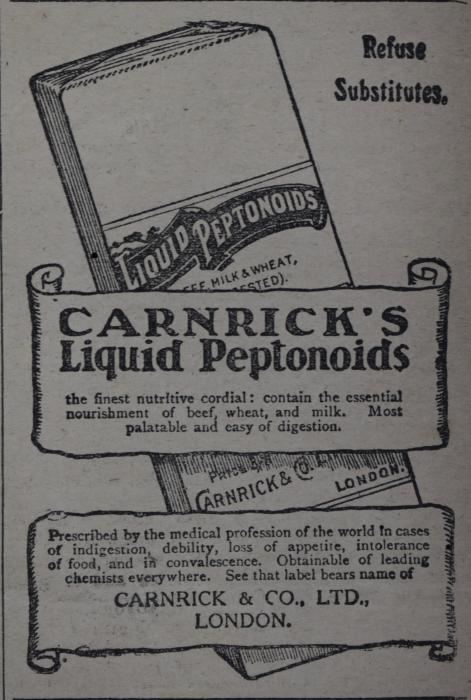 Refuse
Substitutes.
LIQUID PEPTONOIDS
MILK & WHEAT,
CARNRICK'S
Liquid Peptonoids
the finest nutritive cordial: contain the essential
nourishment of beef, wheat, and milk. Most
palatable and easy of digestion.
PRICE
CARNRICK & Co.
LONDON.
Prescribed by the medical profession of the world in cases
of indigestion, debility, loss of appetite, intolerance
of food, and in convalescence. Obtainable of leading
chemists everywhere. See that label bears name of
CARNRICK & CO., LTD.,
LONDON.